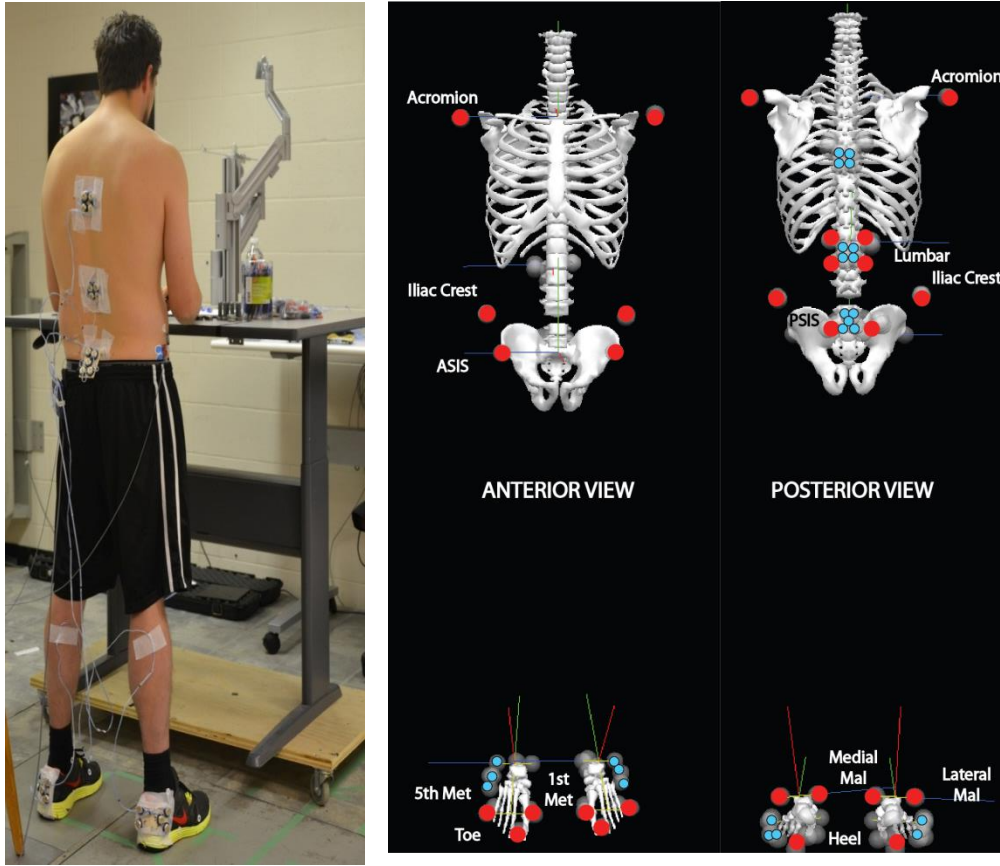 Acromion
Iliac Crest
ASIS
ANTERIOR VIEW
5th Met
1st
Met
Toe
Acromion
Lumbar
Iliac Crest
PSIS
POSTERIOR VIEW
Medial
Mal
Lateral
Mal
Heel